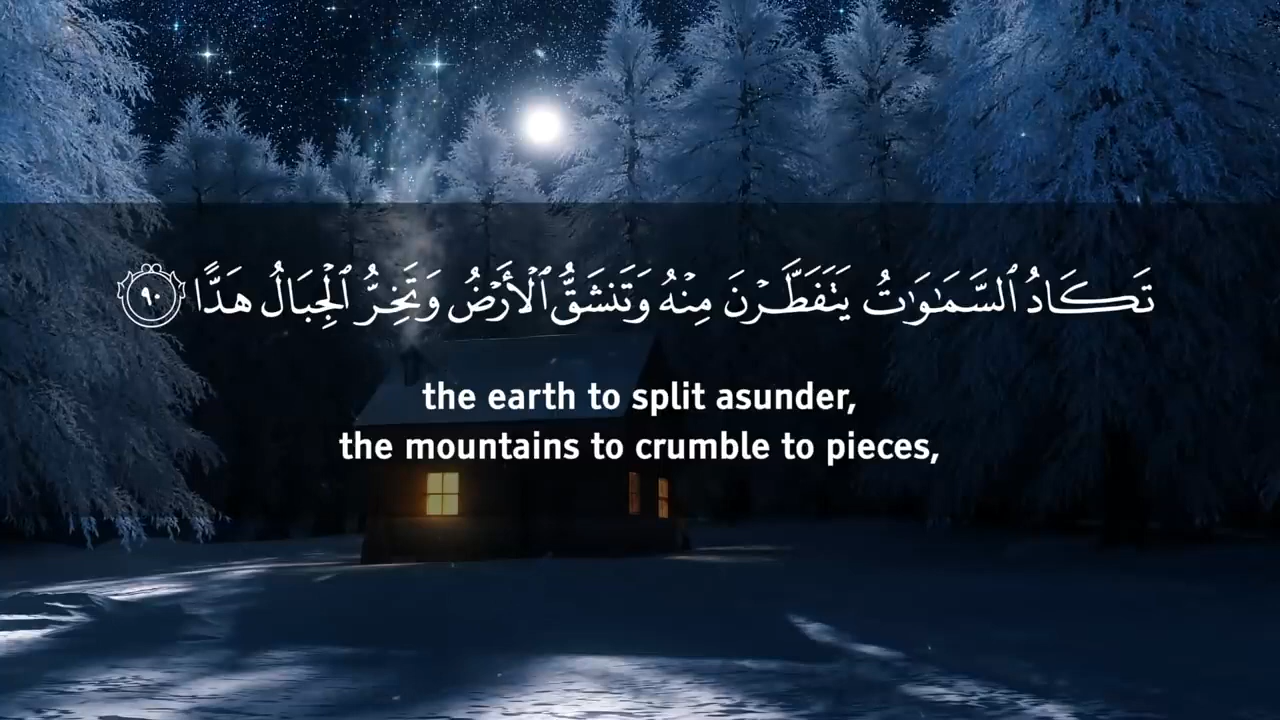 تَكَادُ ٱلسَّمَـٰوَٰتُ يَتَفَطَّرْنَ مِنْهُ وَتَنشَقُّ ٱلْأَرْضُ وَتَخِرُّ ٱلْجِبَالُ هَدًّا ٩٠
the earth to split asunder,
the mountains to crumble to pieces,